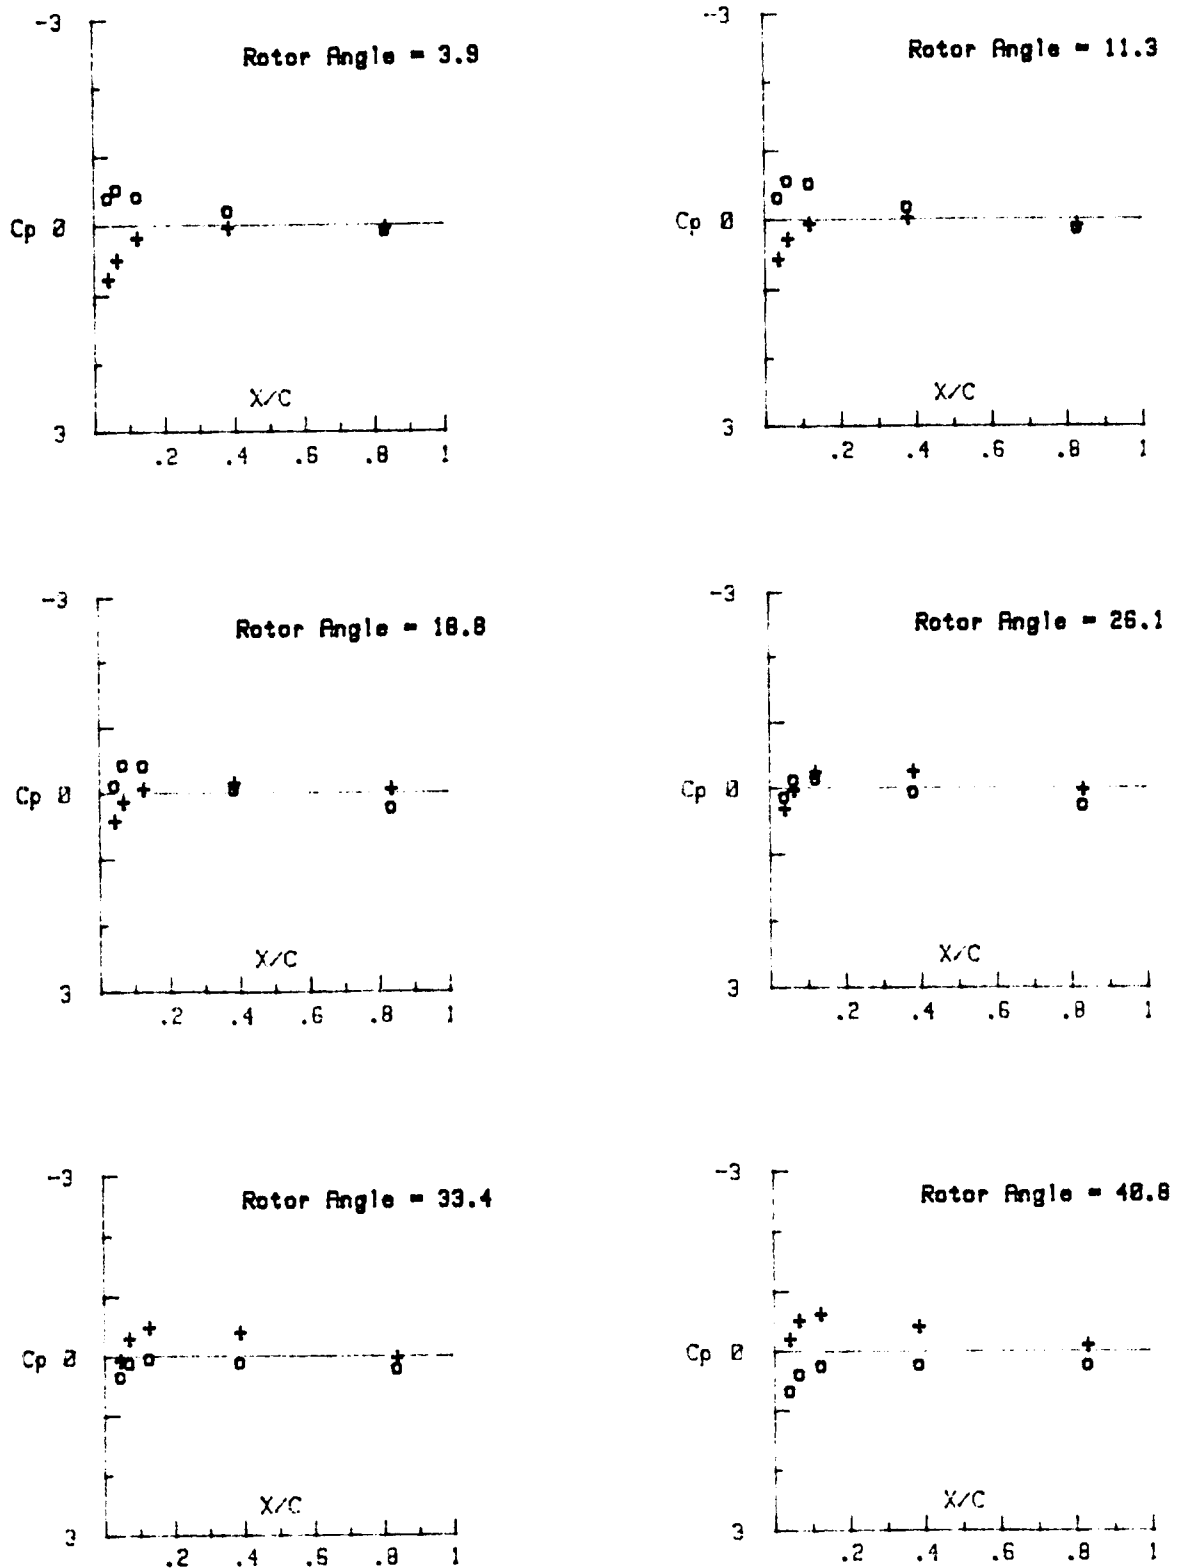 -3
Rotor Angle = 3.9
Cp 0
X/C
3
.2 .4 .6 .8 1
-3
Rotor Angle = 11.3
Cp 0
X/C
3
.2 .4 .6 .8 1
-3
Rotor Angle = 18.8
Cp 0
X/C
3
.2 .4 .6 .8 1
-3
Rotor Angle = 26.1
Cp 0
X/C
3
.2 .4 .6 .8 1
-3
Rotor Angle = 33.4
Cp 0
X/C
3
.2 .4 .6 .8 1
-3
Rotor Angle = 40.8
Cp 0
X/C
3
.2 .4 .6 .8 1